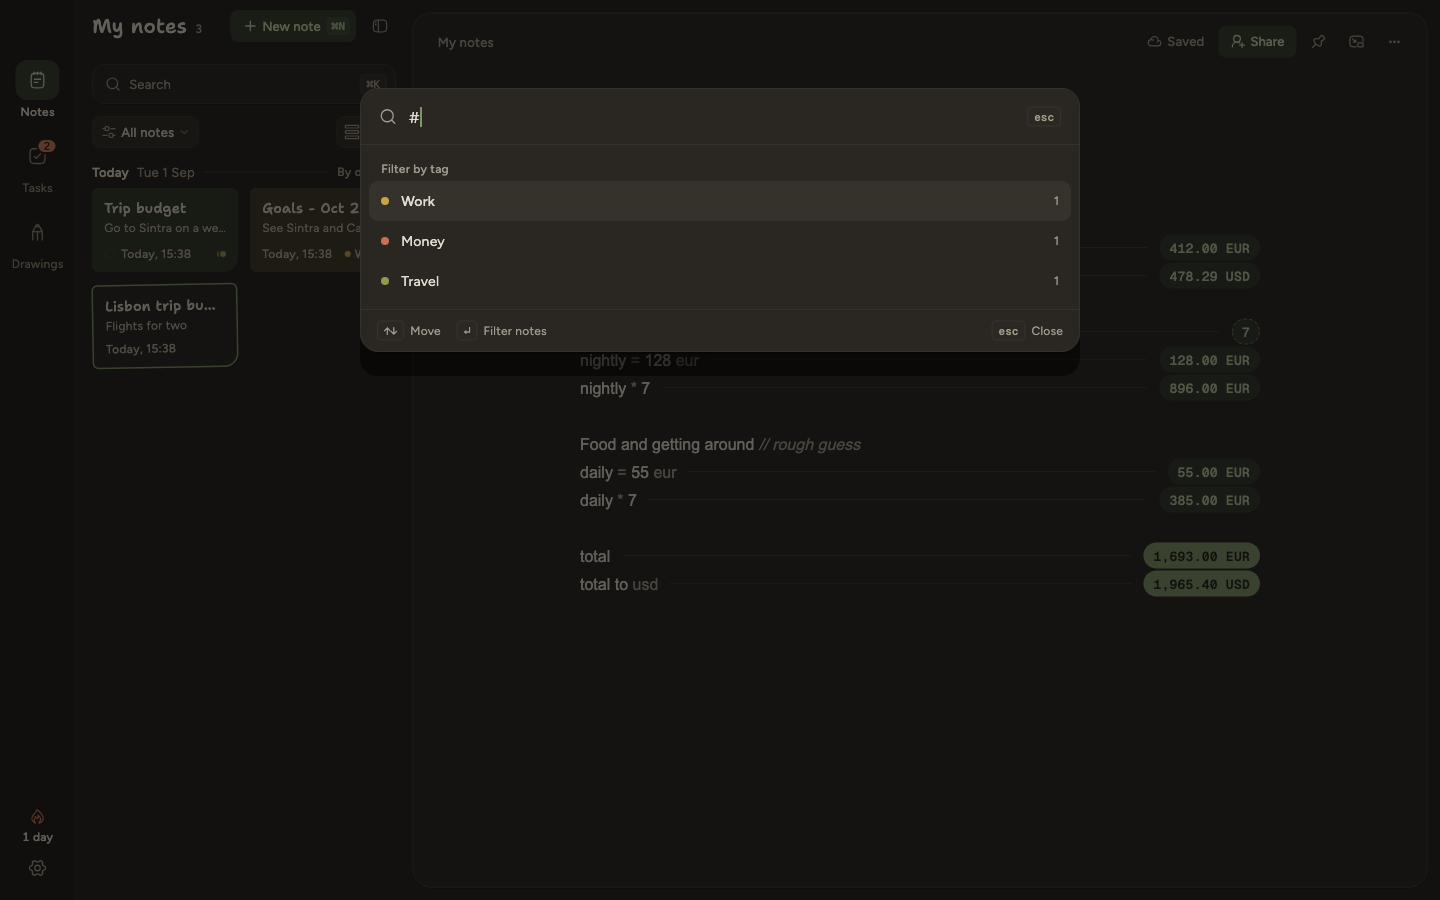 My notes 3
New note ⌘N
Search ⌘K
All notes
Today Tue 1 Sep
By d
Trip budget
Go to Sintra on a we...
Today, 15:38
Goals - Oct 2
See Sintra and Ca
Today, 15:38 W
Lisbon trip bu...
Flights for two
Today, 15:38
Notes
2
Tasks
Drawings
1 day
My notes
Saved
Share
#
esc
Filter by tag
Work 1
Money 1
Travel 1
Move
Filter notes
esc Close
412.00 EUR
478.29 USD
7
nightly = 128 eur 128.00 EUR
nightly * 7 896.00 EUR
Food and getting around // rough guess
daily = 55 eur 55.00 EUR
daily * 7 385.00 EUR
total 1,693.00 EUR
total to usd 1,965.40 USD